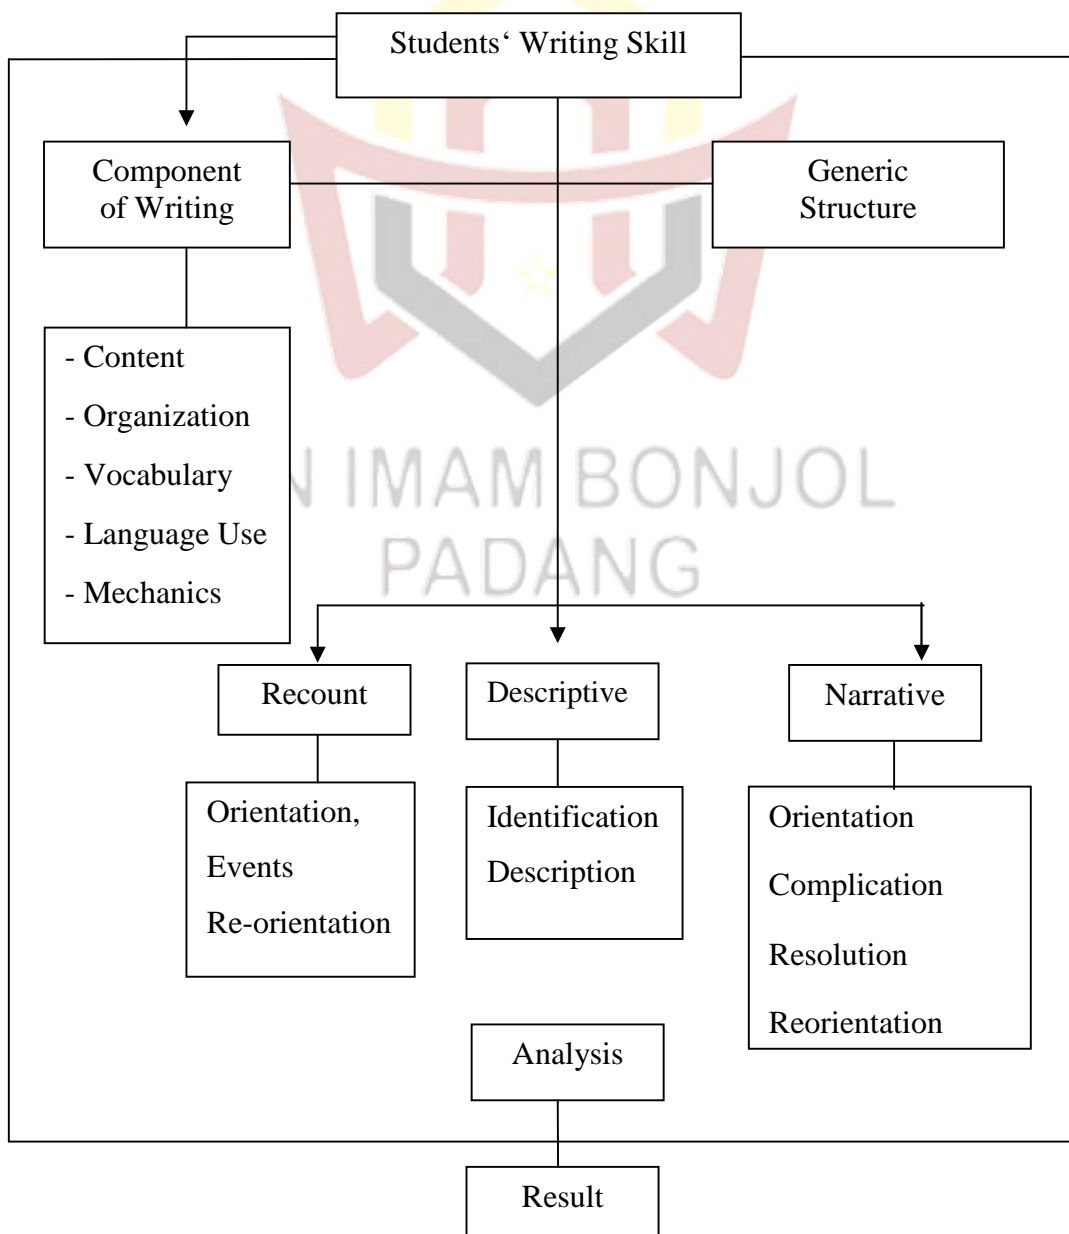 Students‘ Writing Skill
Component
of Writing
Generic
Structure
- Content
- Organization
- Vocabulary
- Language Use
- Mechanics
N IMAM BONJOL
PADANG
Recount
Descriptive
Narrative
Orientation,
Events
Re-orientation
Identification
Description
Orientation
Complication
Resolution
Reorientation
Analysis
Result